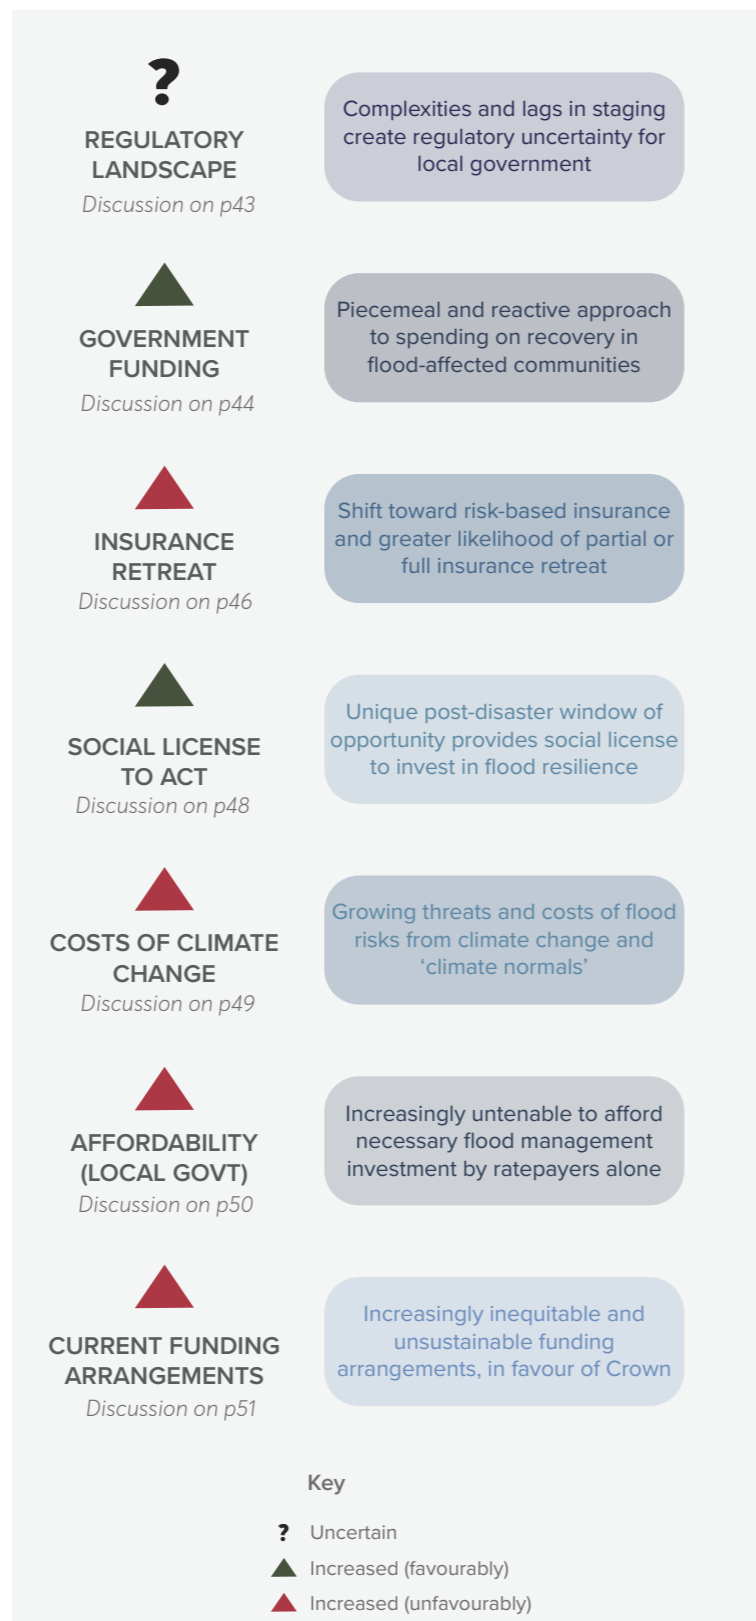 ?
REGULATORY
LANDSCAPE
Discussion on p43
Complexities and lags in staging
create regulatory uncertainty for
local government
GOVERNMENT
FUNDING
Discussion on p44
Piecemeal and reactive approach
to spending on recovery in
flood-affected communities
INSURANCE
RETREAT
Discussion on p46
Shift toward risk-based insurance
and greater likelihood of partial or
full insurance retreat
SOCIAL LICENSE
TO ACT
Discussion on p48
Unique post-disaster window of
opportunity provides social license
to invest in flood resilience
COSTS OF CLIMATE
CHANGE
Discussion on p49
Growing threats and costs of flood
risks from climate change and
‘climate normals’
AFFORDABILITY
(LOCAL GOVT)
Discussion on p50
Increasingly untenable to afford
necessary flood management
investment by ratepayers alone
CURRENT FUNDING
ARRANGEMENTS
Discussion on p51
Increasingly inequitable and
unsustainable funding
arrangements, in favour of Crown
Key
? Uncertain
Increased (favourably)
Increased (unfavourably)